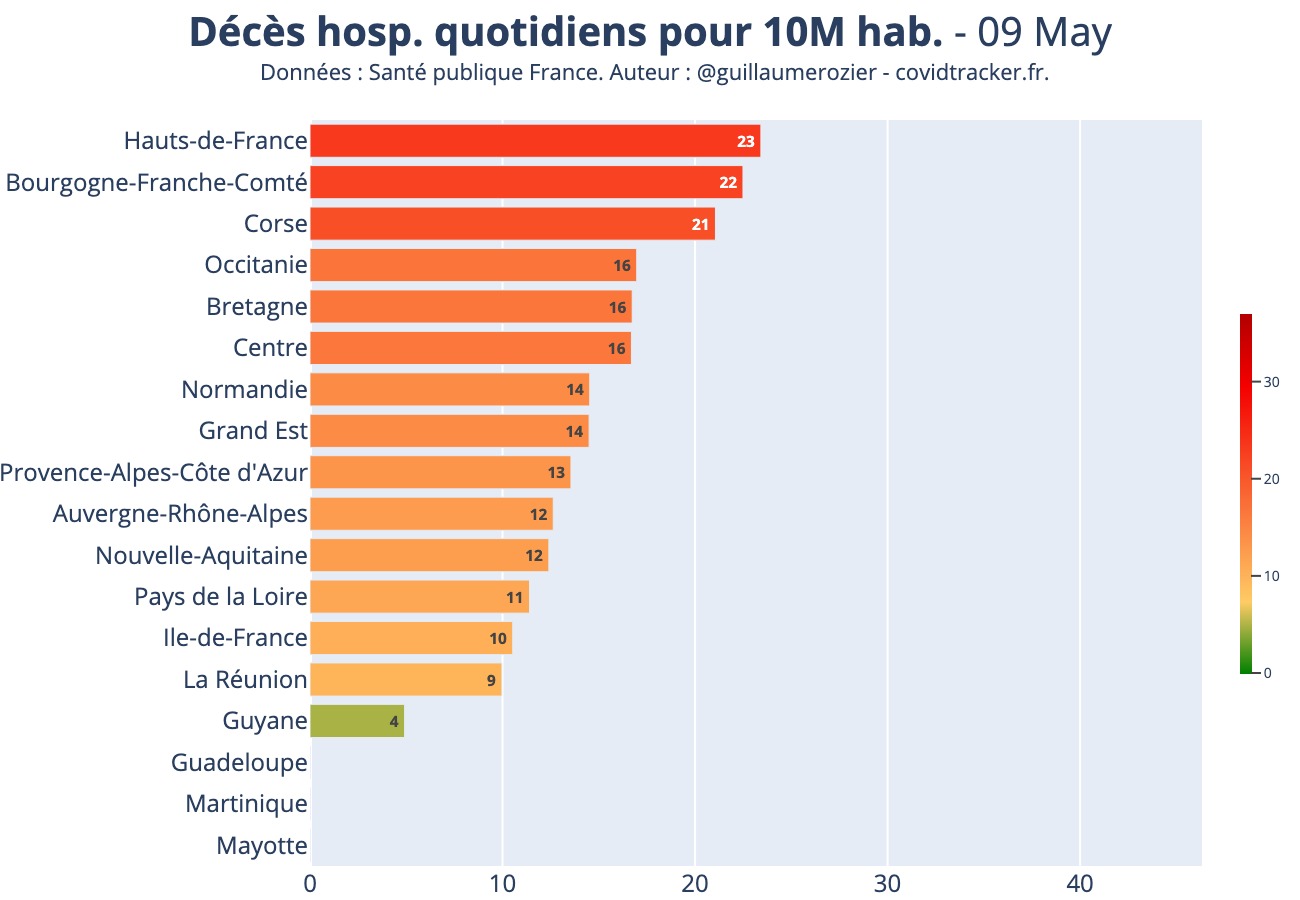 Décès hosp. quotidiens pour 10M hab. - 09 May
Données : Santé publique France. Auteur : @guillaumerozier - covidtracker.fr.
Hauts-de-France 23
Bourgogne-Franche-Comté 22
Corse 21
Occitanie 16
Bretagne 16
Centre 16
Normandie 14
Grand Est 14
Provence-Alpes-Côte d'Azur 13
Auvergne-Rhône-Alpes 12
Nouvelle-Aquitaine 12
Pays de la Loire 11
Ile-de-France 10
La Réunion 9
Guyane 4
Guadeloupe
Martinique
Mayotte
0 10 20 30 40
30
20
10
0